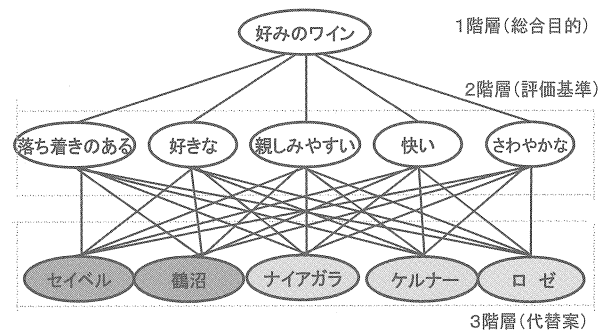 好みのワイン
1階層(総合目的)
2階層(評価基準)
落ち着きのある
好きな
親しみやすい
快い
さわやかな
セイベル
鶴沼
ナイアガラ
ケルナー
ロ ゼ
3階層(代替案)